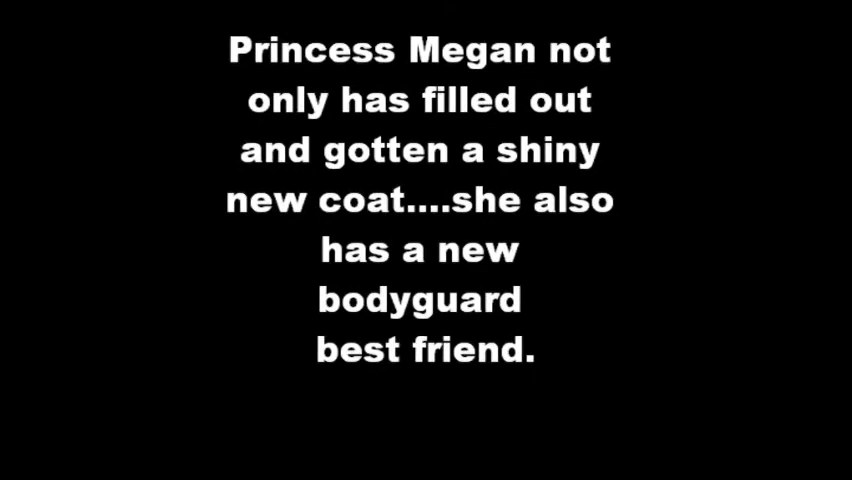 Princess Megan not
only has filled out
and gotten a shiny
new coat....she also
has a new
bodyguard
best friend.